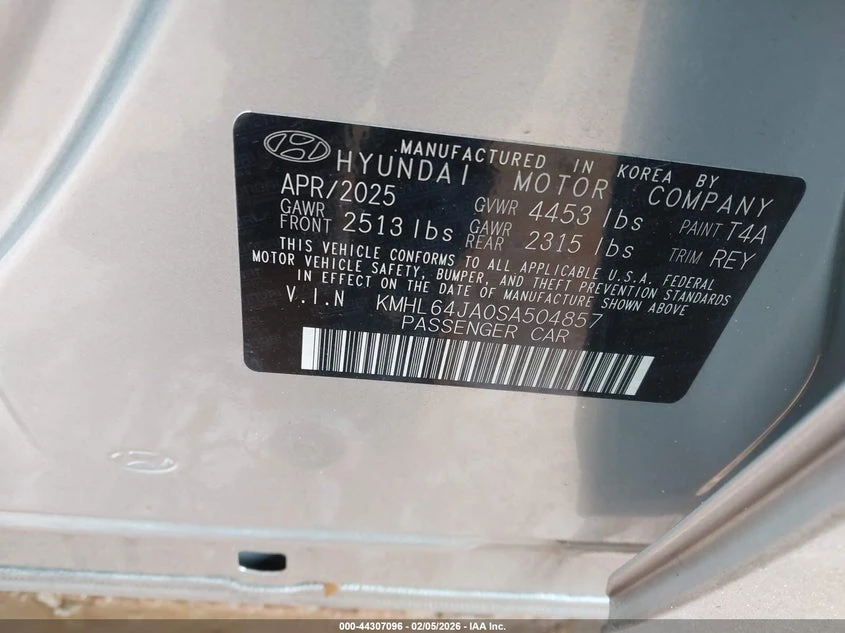 .MANUFACTURED IN KOREA BY
HYUNDAI MOTOR COMPANY
APR/2025 GVWR 4453 lbs PAINT T4A
GAWR FRONT 2513 lbs GAWR REAR 2315 lbs TRIM REY
THIS VEHICLE CONFORMS TO ALL APPLICABLE U.S.A. FEDERAL
MOTOR VEHICLE SAFETY, BUMPER, AND THEFT PREVENTION STANDARDS
IN EFFECT ON THE DATE OF MANUFACTURE SHOWN ABOVE
V.I.N KMHL64JA0SA504857
PASSENGER CAR
000-44307096 - 02/05/2026 - IAA Inc.